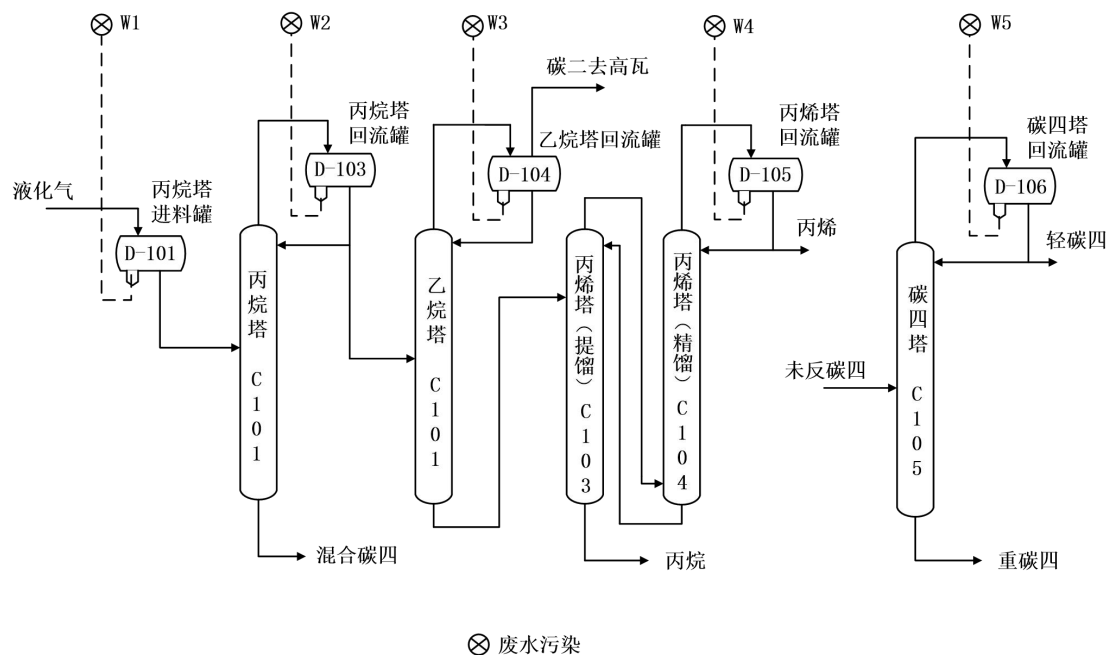 W1
W2
W3
W4
W5
碳二去高瓦
丙烷塔
回流罐
乙烷塔回流罐
丙烯塔
回流罐
碳四塔
回流罐
D-103
D-104
D-105
D-106
液化气
丙烷塔
进料罐
D-101
丙烯
轻碳四
丙烷塔 C101
乙烷塔 C101
丙烯塔（提馏）C103
丙烯塔（精馏）C104
碳四塔 C105
未反碳四
混合碳四
丙烷
重碳四
废水污染